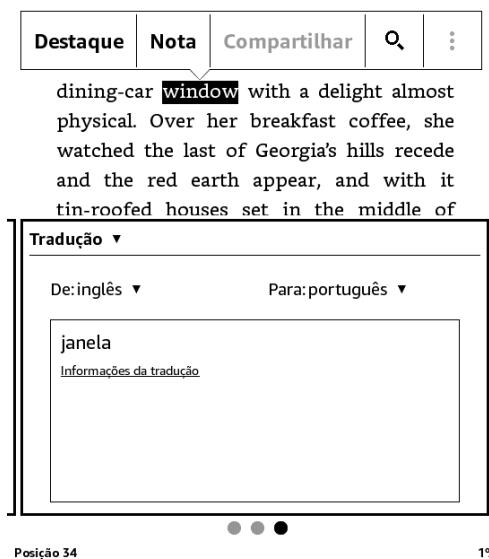 Destaque Nota Compartilhar
dining-car window with a delight almost
physical. Over her breakfast coffee, she
watched the last of Georgia's hills recede
and the red earth appear, and with it
tin-roofed houses set in the middle of
Tradução ▼
De: inglês ▼ Para: português ▼
janela
Informações da tradução
Posição 34 1º